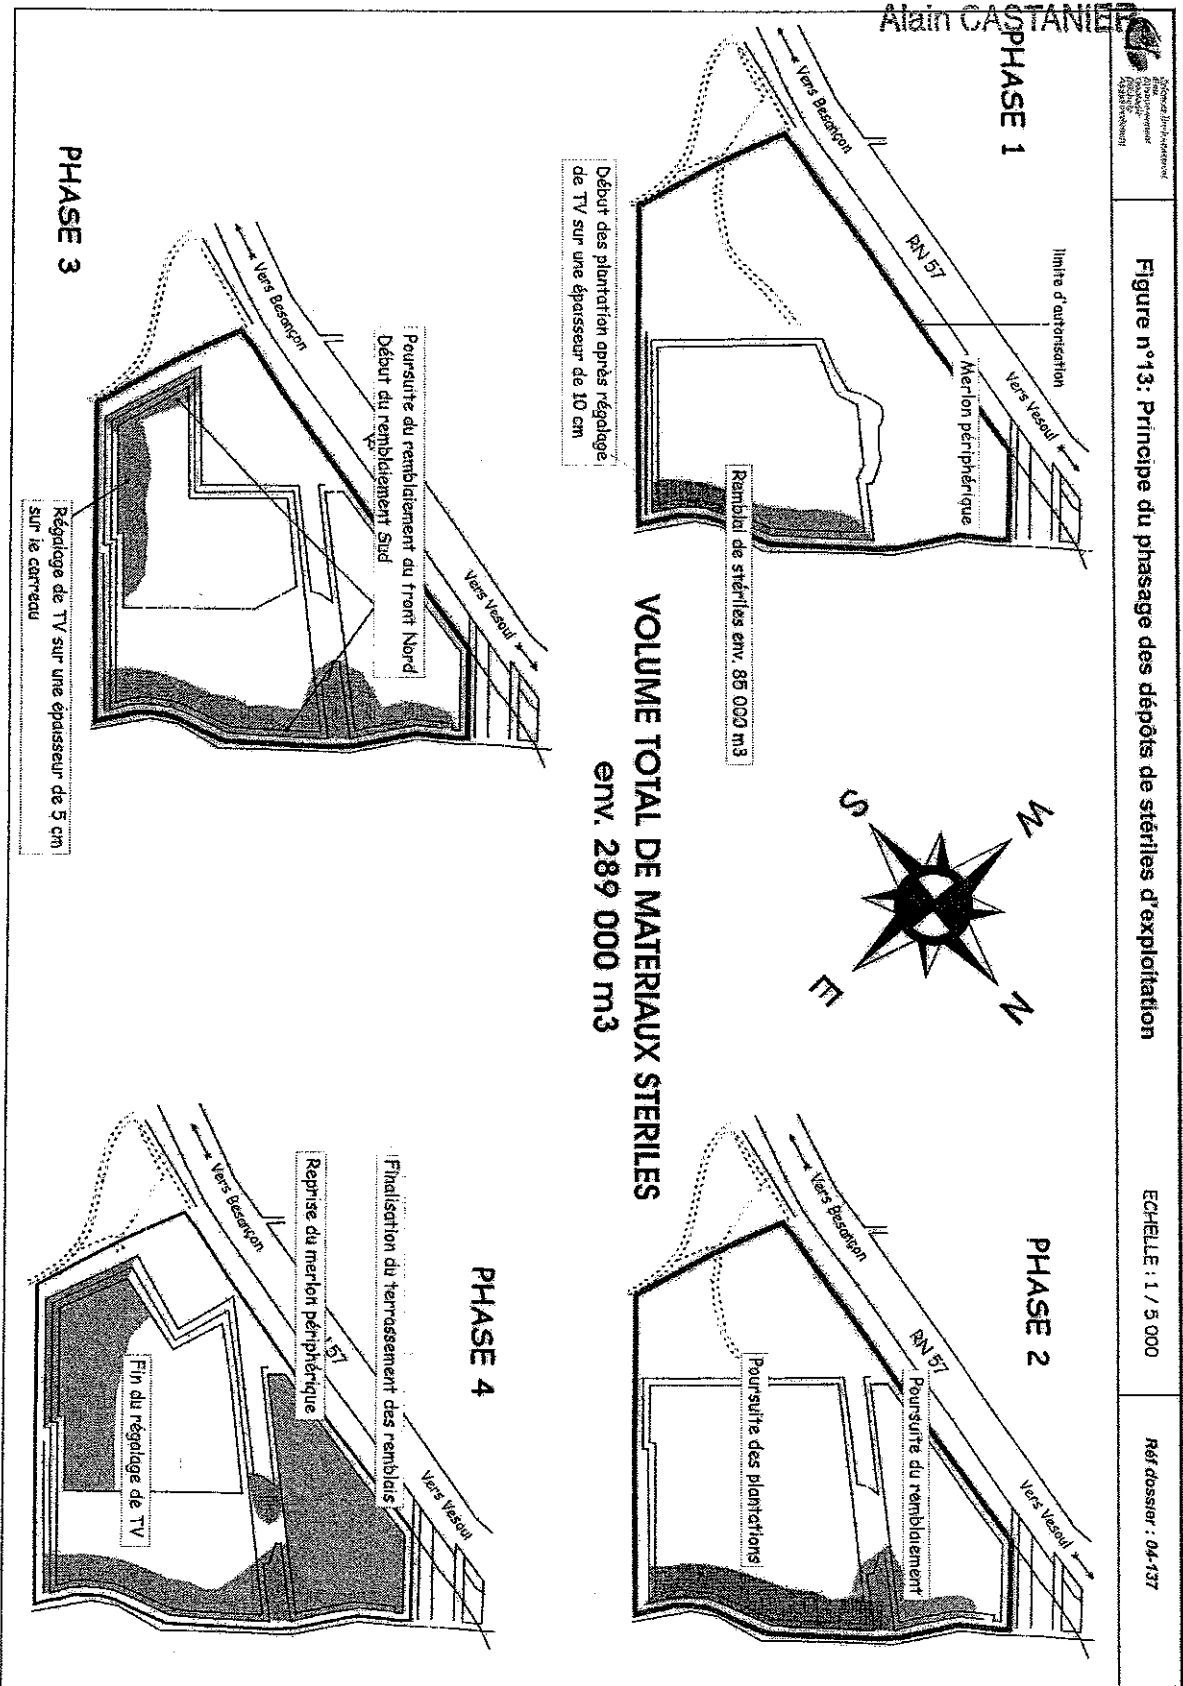 Alain CASTANIER
Figure n°13: Principe du phasage des dépôts de stériles d'exploitation
ECHELLE : 1 / 5 000
Réf dossier : 04-137
PHASE 1
Vers Besançon
RN 57
limite d'autorisation
Merlon périphérique
Vers Vesoul
Remblai de stériles env. 85 000 m3
Début des plantation après régalage
de TV sur une épaisseur de 10 cm
S
W
E
N
PHASE 2
Vers Besançon
RN 57
Poursuite du remblaiement
Vers Vesoul
Poursuite des plantations
VOLUME TOTAL DE MATERIAUX STERILES
env. 289 000 m3
PHASE 3
Vers Besançon
Poursuite du remblaiement du front Nord
Début du remblaiement Sud
Vers Vesoul
Régalage de TV sur une épaisseur de 5 cm
sur le carreau
PHASE 4
Vers Besançon
Finalisation du terrassement des remblais
Reprise du merlon périphérique
57
Vers Vesoul
Fin du régalage de TV